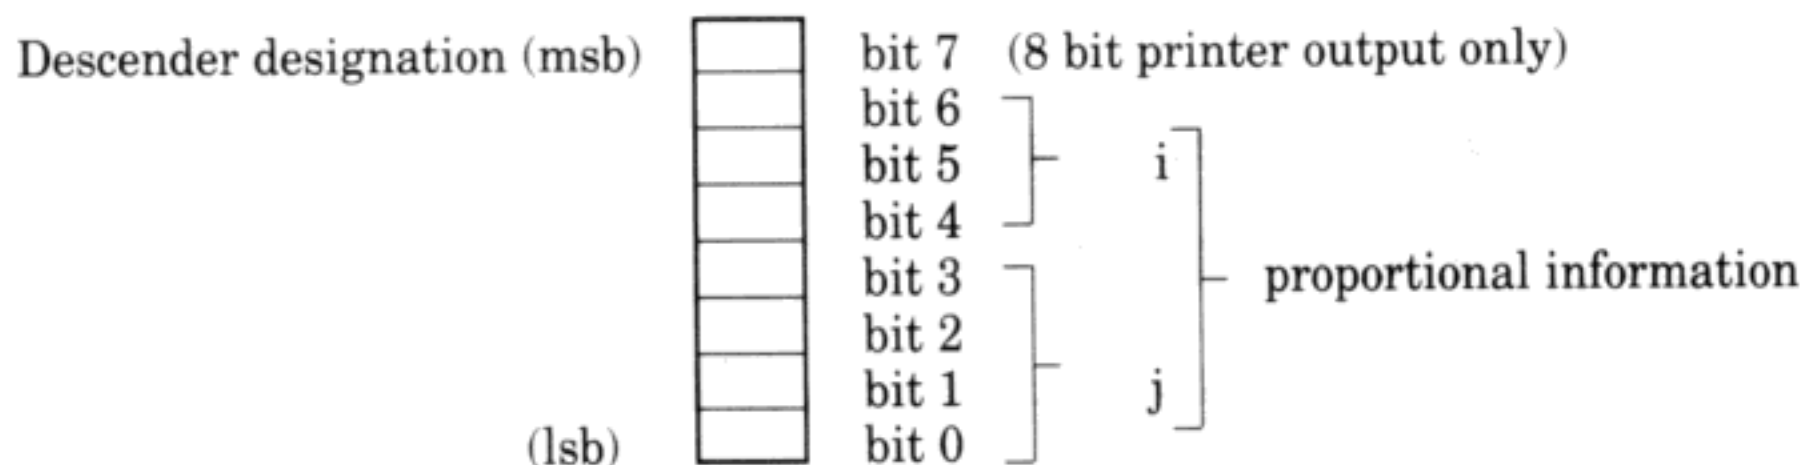 Descender designation (msb) bit 7 (8 bit printer output only)
bit 6
bit 5 i
bit 4
bit 3 proportional information
bit 2
bit 1 j
(lsb) bit 0